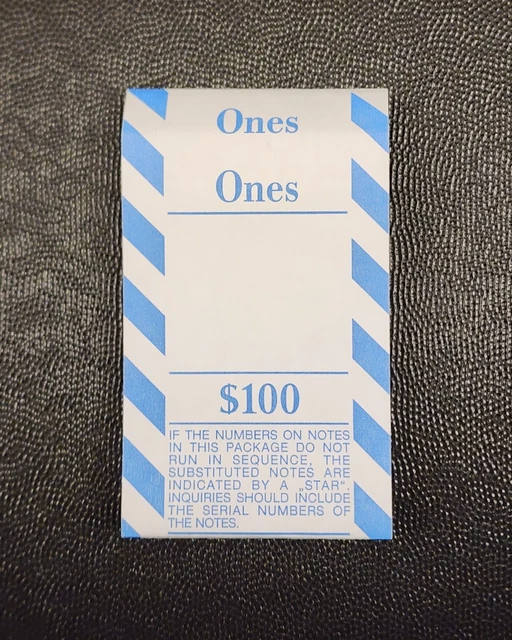 Ones
Ones
$100
IF THE NUMBERS ON NOTES
IN THIS PACKAGE DO NOT
RUN IN SEQUENCE, THE
SUBSTITUTED NOTES ARE
INDICATED BY A „STAR“.
INQUIRIES SHOULD INCLUDE
THE SERIAL NUMBERS OF
THE NOTES.